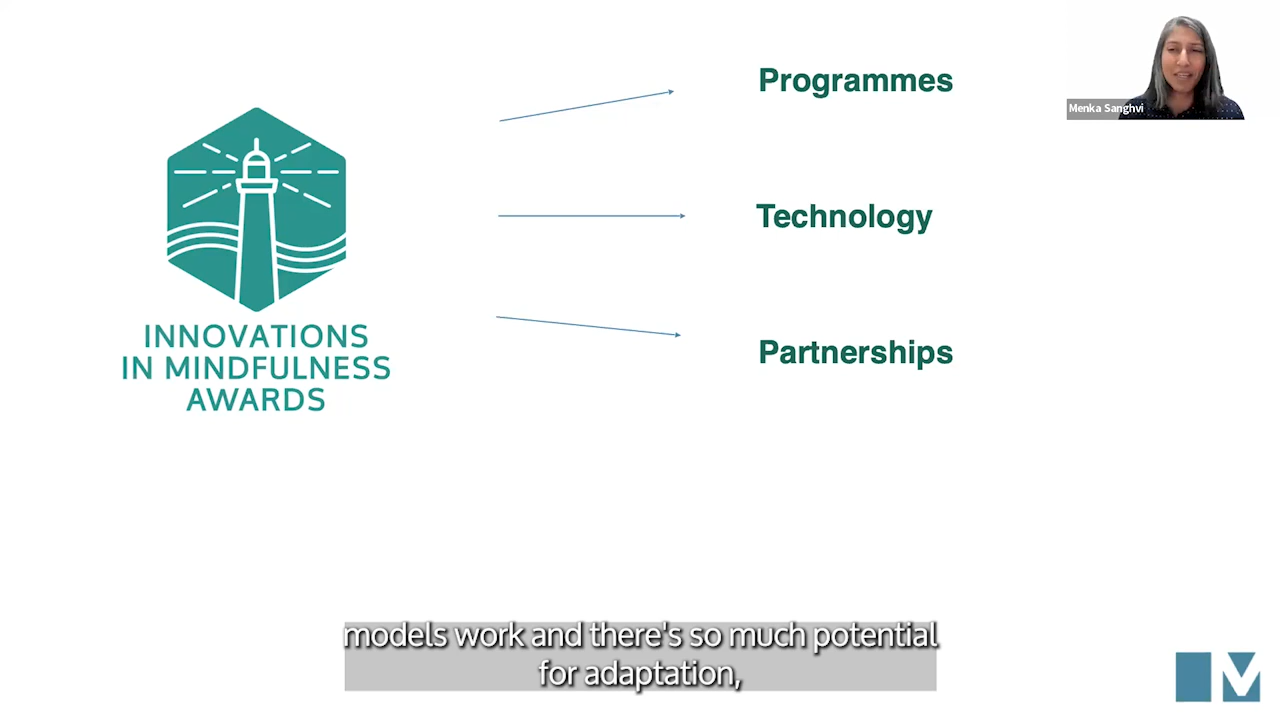 Programmes
Menka Sanghvi
Technology
INNOVATIONS
IN MINDFULNESS
AWARDS
Partnerships
models work and there's so much potential
for adaptation,